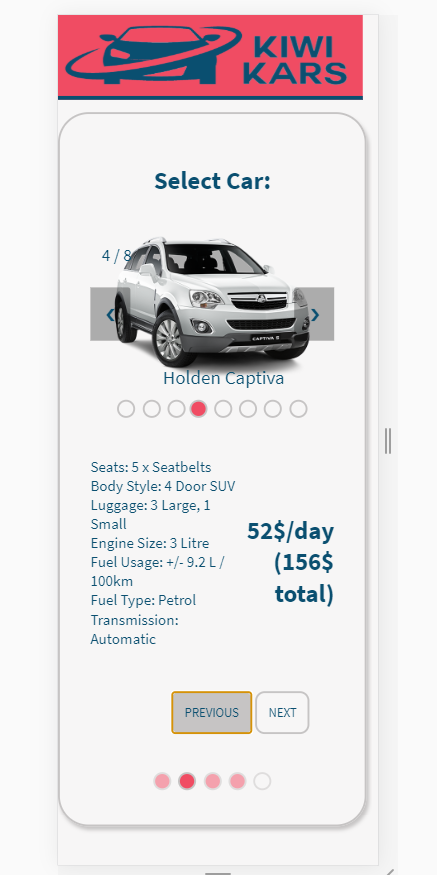 KIWI
KARS
Select Car:
4 / 8
CAPTIVA 5
‹
›
Holden Captiva
Seats: 5 x Seatbelts
Body Style: 4 Door SUV
Luggage: 3 Large, 1
Small
Engine Size: 3 Litre
Fuel Usage: +/- 9.2 L /
100km
Fuel Type: Petrol
Transmission:
Automatic
52$/day
(156$
total)
PREVIOUS
NEXT